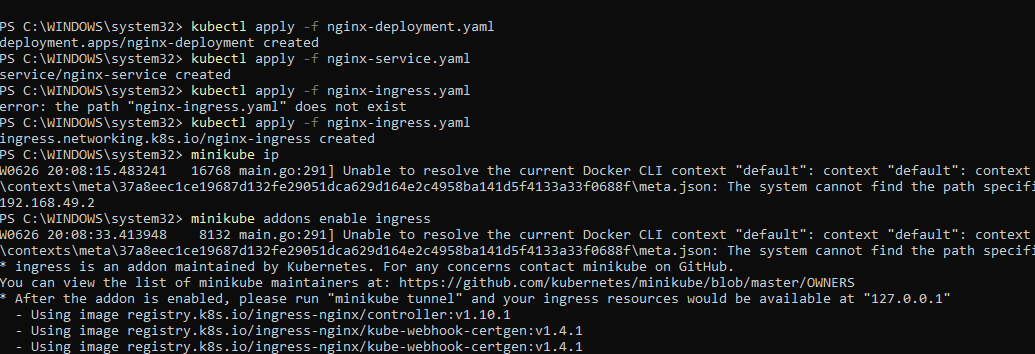 PS C:\WINDOWS\system32> kubectl apply -f nginx-deployment.yaml
deployment.apps/nginx-deployment created
PS C:\WINDOWS\system32> kubectl apply -f nginx-service.yaml
service/nginx-service created
PS C:\WINDOWS\system32> kubectl apply -f nginx-ingress.yaml
error: the path "nginx-ingress.yaml" does not exist
PS C:\WINDOWS\system32> kubectl apply -f nginx-ingress.yaml
ingress.networking.k8s.io/nginx-ingress created
PS C:\WINDOWS\system32> minikube ip
W0626 20:08:15.483241   16768 main.go:291] Unable to resolve the current Docker CLI context "default": context "default": context
\contexts\meta\37a8eec1ce19687d132fe29051dca629d164e2c4958ba141d5f4133a33f0688f\meta.json: The system cannot find the path specifi
192.168.49.2
PS C:\WINDOWS\system32> minikube addons enable ingress
W0626 20:08:33.413948    8132 main.go:291] Unable to resolve the current Docker CLI context "default": context "default": context
\contexts\meta\37a8eec1ce19687d132fe29051dca629d164e2c4958ba141d5f4133a33f0688f\meta.json: The system cannot find the path specifi
* ingress is an addon maintained by Kubernetes. For any concerns contact minikube on GitHub.
You can view the list of minikube maintainers at: https://github.com/kubernetes/minikube/blob/master/OWNERS
* After the addon is enabled, please run "minikube tunnel" and your ingress resources would be available at "127.0.0.1"
  - Using image registry.k8s.io/ingress-nginx/controller:v1.10.1
  - Using image registry.k8s.io/ingress-nginx/kube-webhook-certgen:v1.4.1
  - Using image registry.k8s.io/ingress-nginx/kube-webhook-certgen:v1.4.1